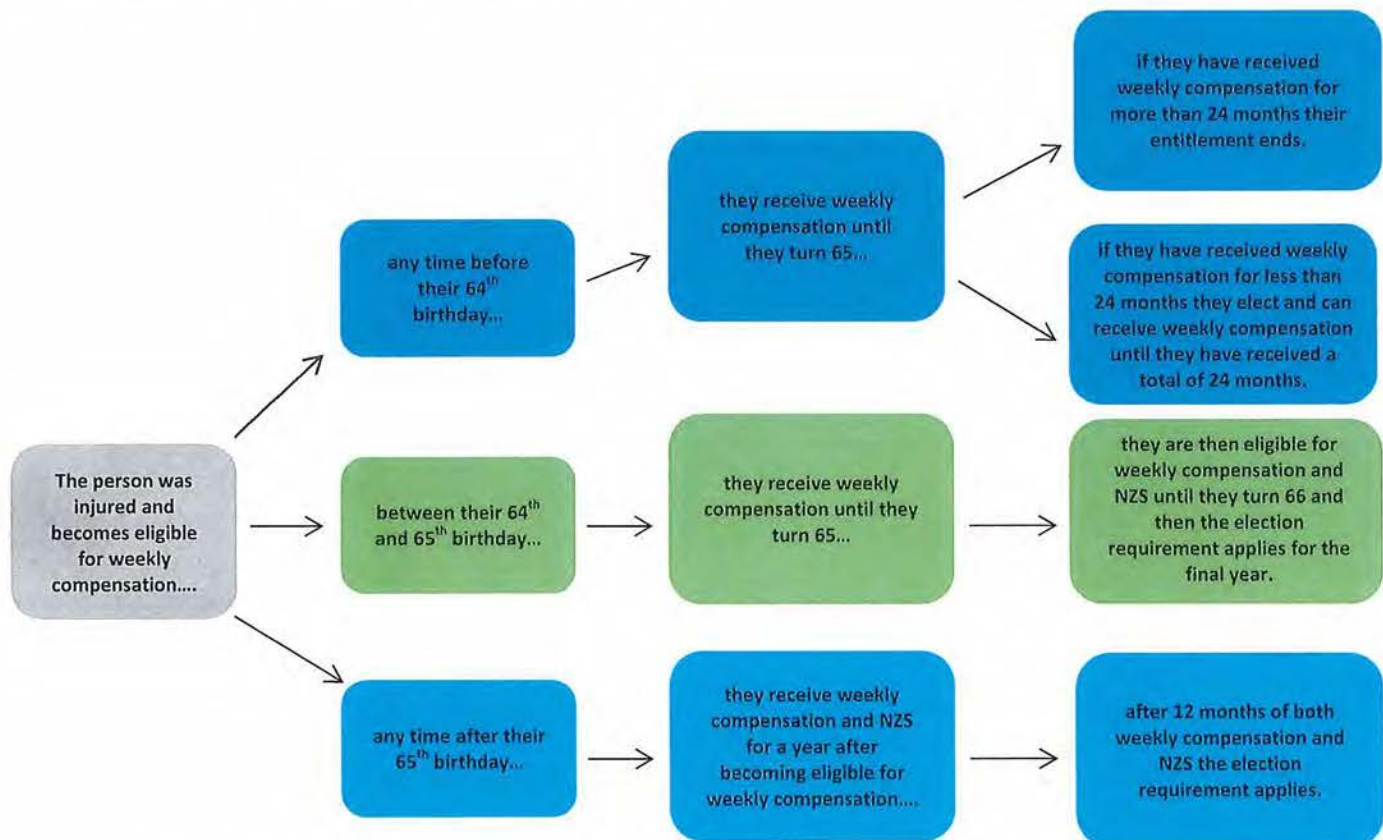 The person was
injured and
becomes eligible
for weekly
compensation....
any time before
their 64th
birthday...
they receive weekly
compensation until
they turn 65...
if they have received
weekly compensation for
more than 24 months their
entitlement ends.
if they have received weekly
compensation for less than
24 months they elect and can
receive weekly compensation
until they have received a
total of 24 months.
between their 64th
and 65th birthday...
they receive weekly
compensation until they
turn 65...
they are then eligible for
weekly compensation and
NZS until they turn 66 and
then the election
requirement applies for the
final year.
any time after their
65th birthday...
they receive weekly
compensation and NZS
for a year after
becoming eligible for
weekly compensation....
after 12 months of both
weekly compensation and
NZS the election
requirement applies.